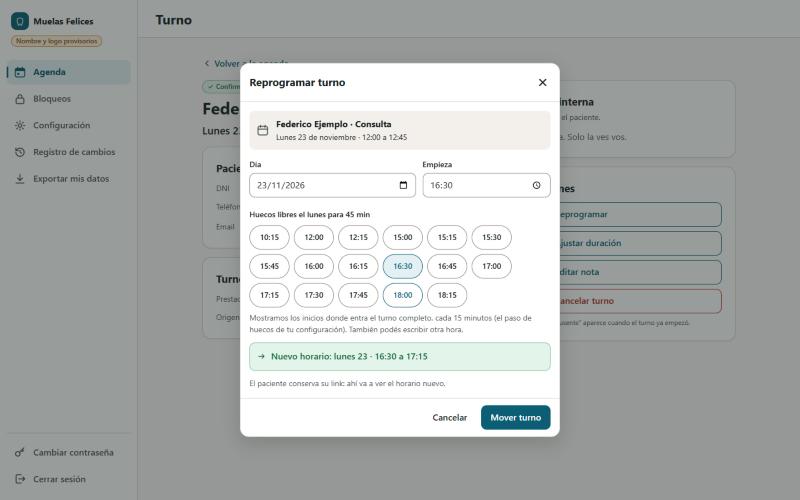 Muelas Felices
Nombre y logo provisorios
Agenda
Bloqueos
Configuración
Registro de cambios
Exportar mis datos
Cambiar contraseña
Cerrar sesión
Turno
Volver a la agenda
Reprogramar turno
Federico Ejemplo · Consulta
Lunes 23 de noviembre · 12:00 a 12:45
Día
Empieza
23/11/2026
16:30
Huecos libres el lunes para 45 min
10:15 12:00 12:15 15:00 15:15 15:30
15:45 16:00 16:15 16:30 16:45 17:00
17:15 17:30 17:45 18:00 18:15
Mostramos los inicios donde entra el turno completo, cada 15 minutos (el paso de
huecos de tu configuración). También podés escribir otra hora.
→ Nuevo horario: lunes 23 · 16:30 a 17:15
El paciente conserva su link: ahí va a ver el horario nuevo.
Cancelar
Mover turno
Confirm
Fede
Lunes 2
Pacie
DNI
Teléfon
Email
Turno
Prestac
Origen
interna
el paciente.
. Solo la ves vos.
nes
eprogramar
justar duración
ditar nota
ancelar turno
usente" aparece cuando el turno ya empezó.